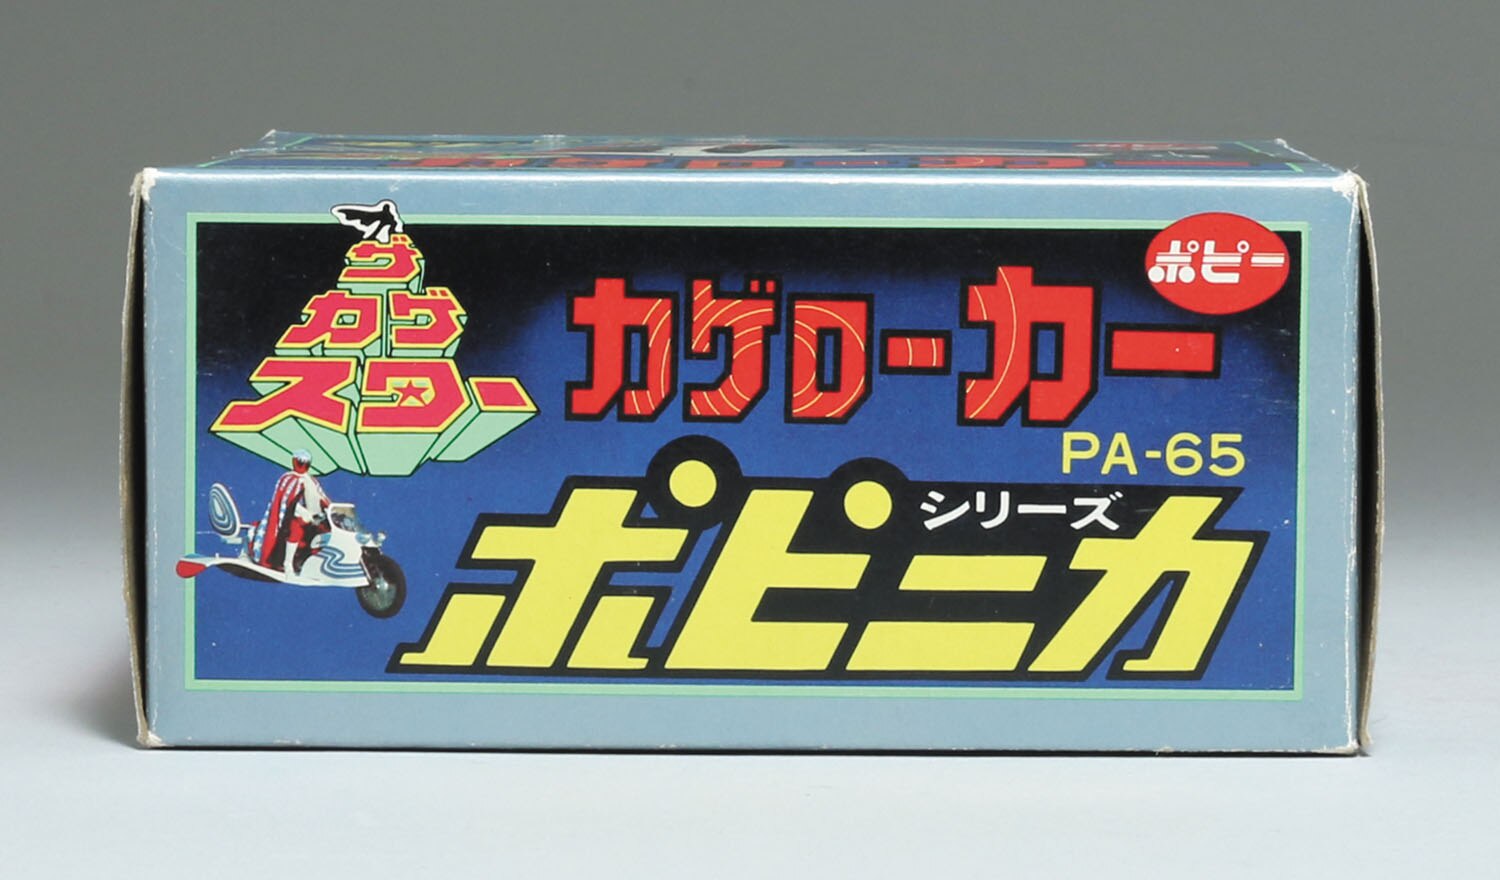 ザ
カゲ
スター
ポピー
カゲローカー
PA-65
シリーズ
ポピニカ